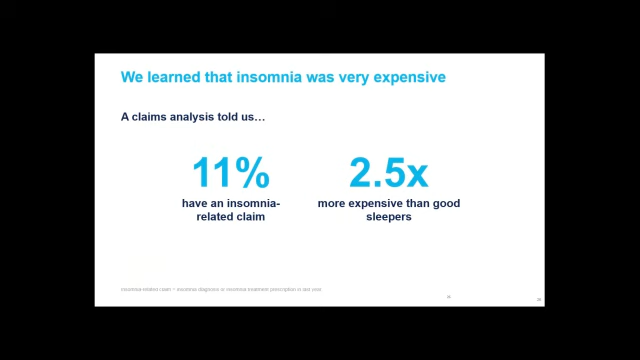 We learned that insomnia was very expensive
A claims analysis told us…
11%
have an insomnia-
related claim
2.5x
more expensive than good
sleepers
Insomnia-related claim = insomnia diagnosis or insomnia treatment prescription in last year